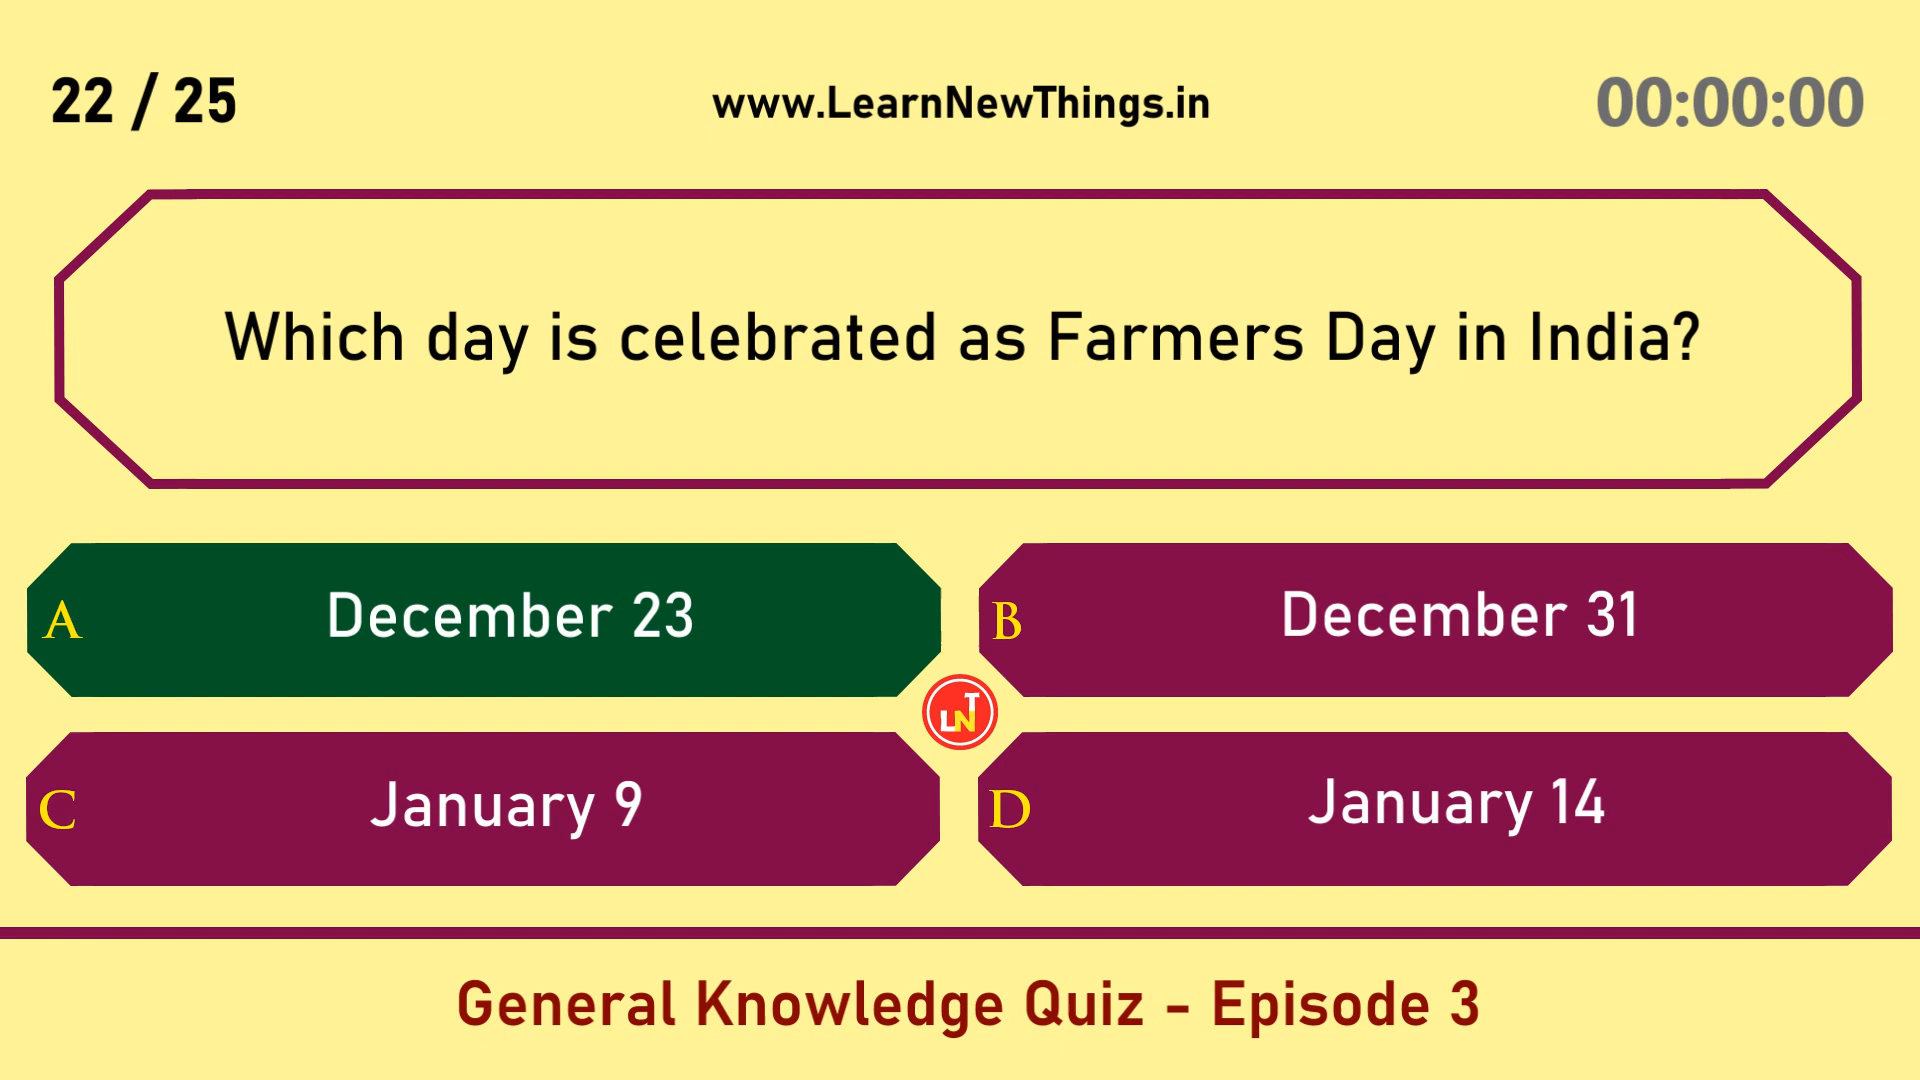 22 / 25
www.LearnNewThings.in
00:00:00
Which day is celebrated as Farmers Day in India?
A December 23
B December 31
LNT
C January 9
D January 14
General Knowledge Quiz - Episode 3